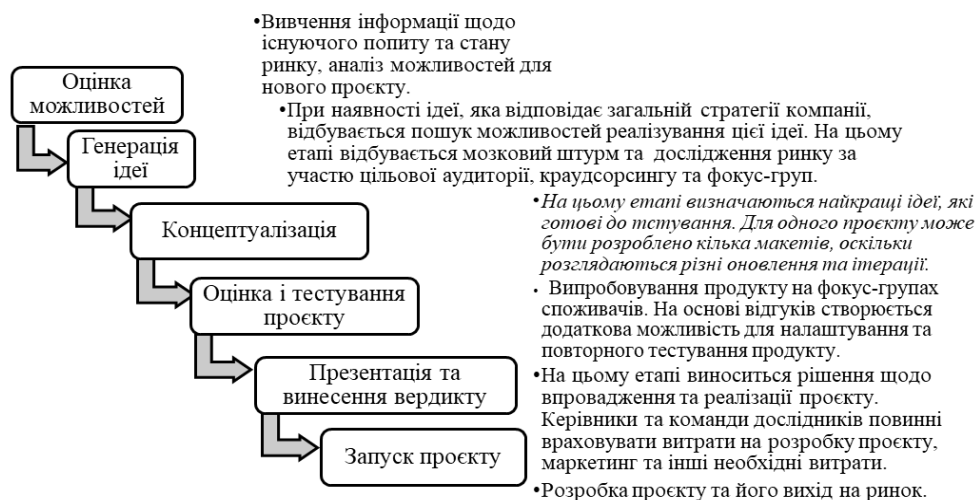 •Вивчення інформації щодо
існуючого попиту та стану
ринку, аналіз можливостей для
нового проєкту.
Оцінка
можливостей
•При наявності ідеї, яка відповідає загальній стратегії компанії,
відбувається пошук можливостей реалізування цієї ідеї. На цьому
етапі відбувається мозковий штурм та дослідження ринку за
участю цільової аудиторії, краудсорсингу та фокус-груп.
Генерація
ідеї
•На цьому етапі визначаються найкращі ідеї, які
готові до тстування. Для одного проєкту може
бути розроблено кілька макетів, оскільки
розглядаються різні оновлення та ітерації.
Концептуалізація
• Випробовування продукту на фокус-групах
споживачів. На основі відгуків створюється
додаткова можливість для налаштування та
повторного тестування продукту.
Оцінка і тестування
проєкту
•На цьому етапі виноситься рішення щодо
впровадження та реалізації проєкту.
Керівники та команди дослідників повинні
враховувати витрати на розробку проєкту,
маркетинг та інші необхідні витрати.
Презентація та
винесення вердикту
Запуск проєкту
•Розробка проєкту та його вихід на ринок.